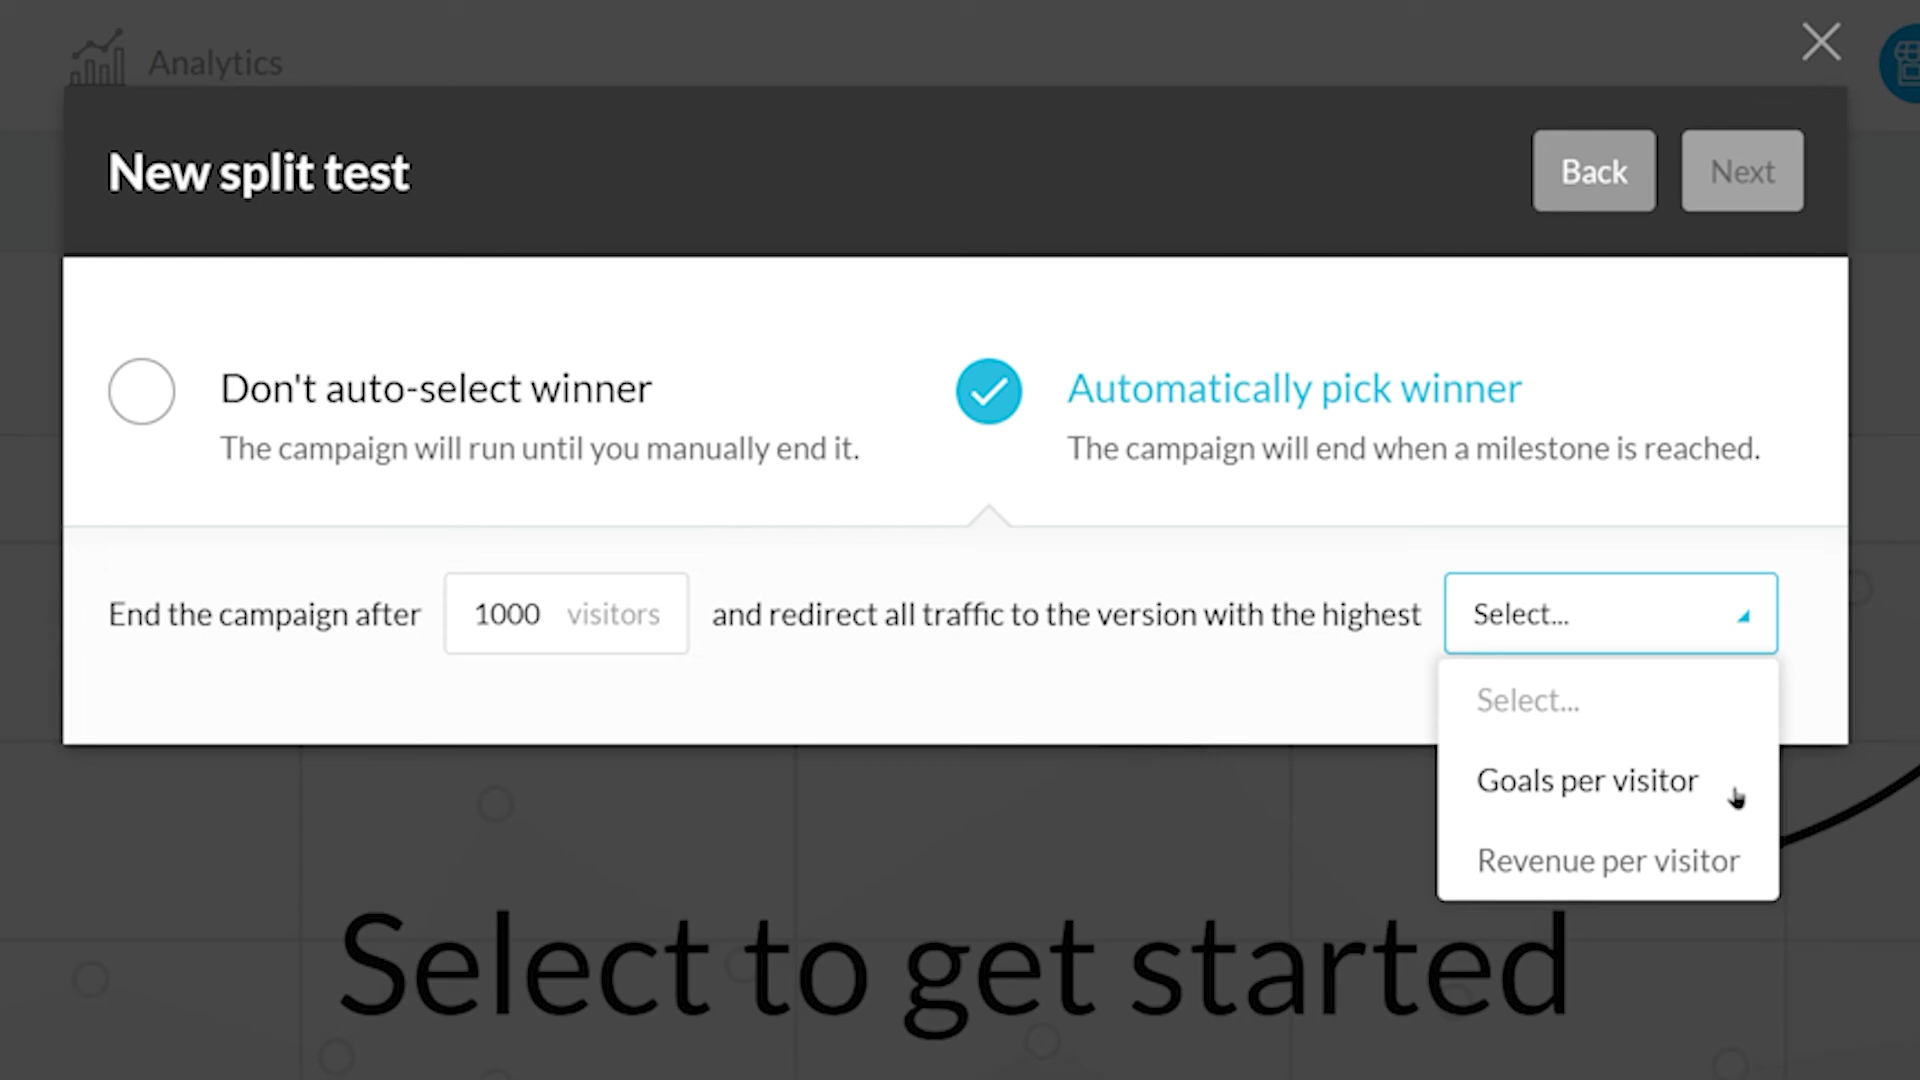 Analytics
New split test
Back
Next
Don't auto-select winner
The campaign will run until you manually end it.
Automatically pick winner
The campaign will end when a milestone is reached.
End the campaign after 1000 visitors and redirect all traffic to the version with the highest Select...
Select...
Goals per visitor
Revenue per visitor
Select to get started